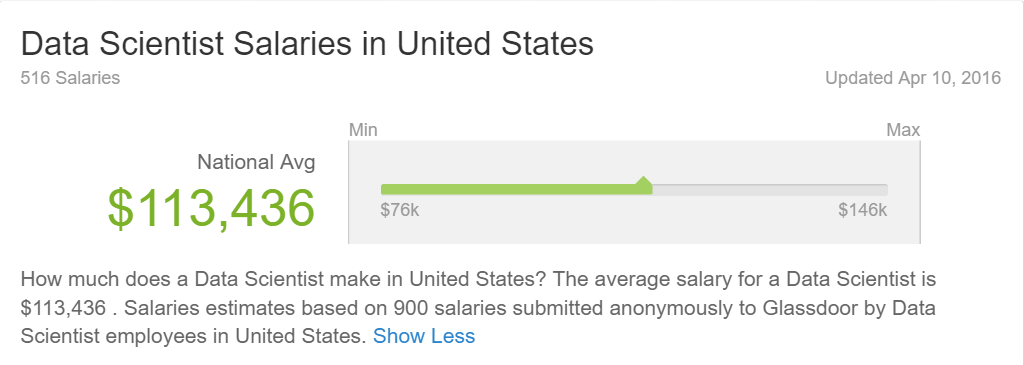 Data Scientist Salaries in United States
516 Salaries
Updated Apr 10, 2016
Min
Max
National Avg
$113,436
$76k
$146k
How much does a Data Scientist make in United States? The average salary for a Data Scientist is
$113,436 . Salaries estimates based on 900 salaries submitted anonymously to Glassdoor by Data
Scientist employees in United States. Show Less